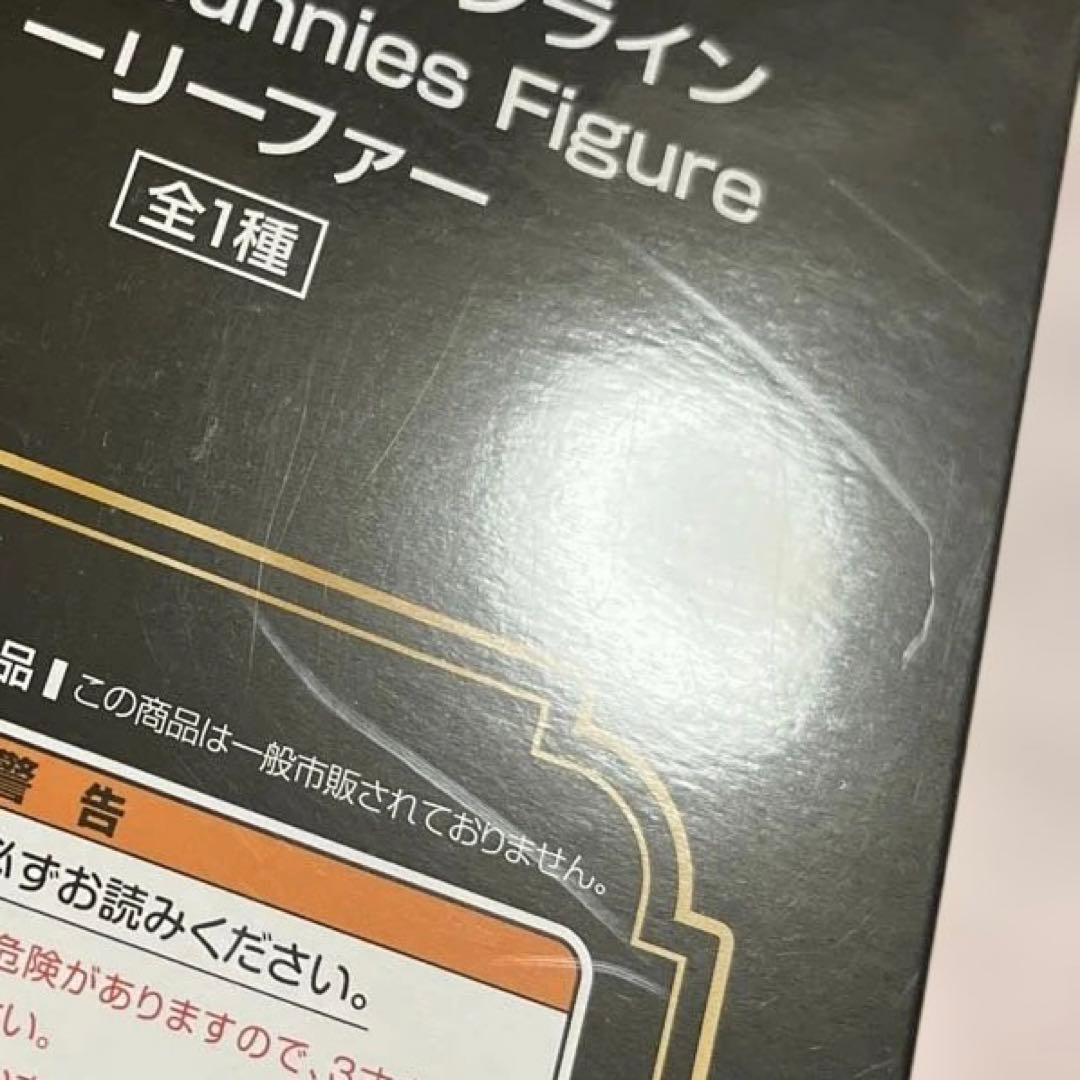 ライン
unnies Figure
ーリーファー
全1種
品 この商品は一般市販されておりません。
警告
必ずお読みください。
危険がありますので、3才
い。